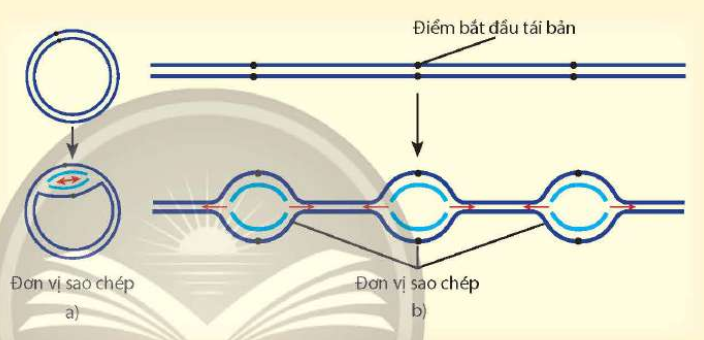 Điểm bắt đầu tái bản
Đơn vị sao chép
a)
Đơn vị sao chép
b)